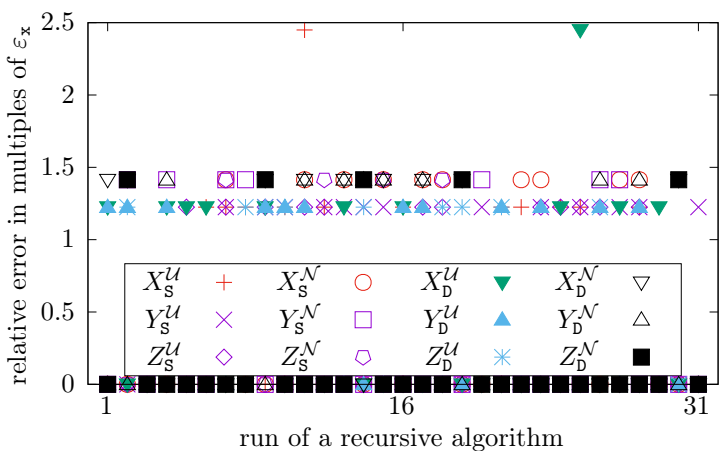 relative error in multiples of ε_x
2.5
2
1.5
1
0.5
0
X_S^𝒰 X_S^𝒩 X_D^𝒰 X_D^𝒩
Y_S^𝒰 Y_S^𝒩 Y_D^𝒰 Y_D^𝒩
Z_S^𝒰 Z_S^𝒩 Z_D^𝒰 Z_D^𝒩
1 16 31
run of a recursive algorithm